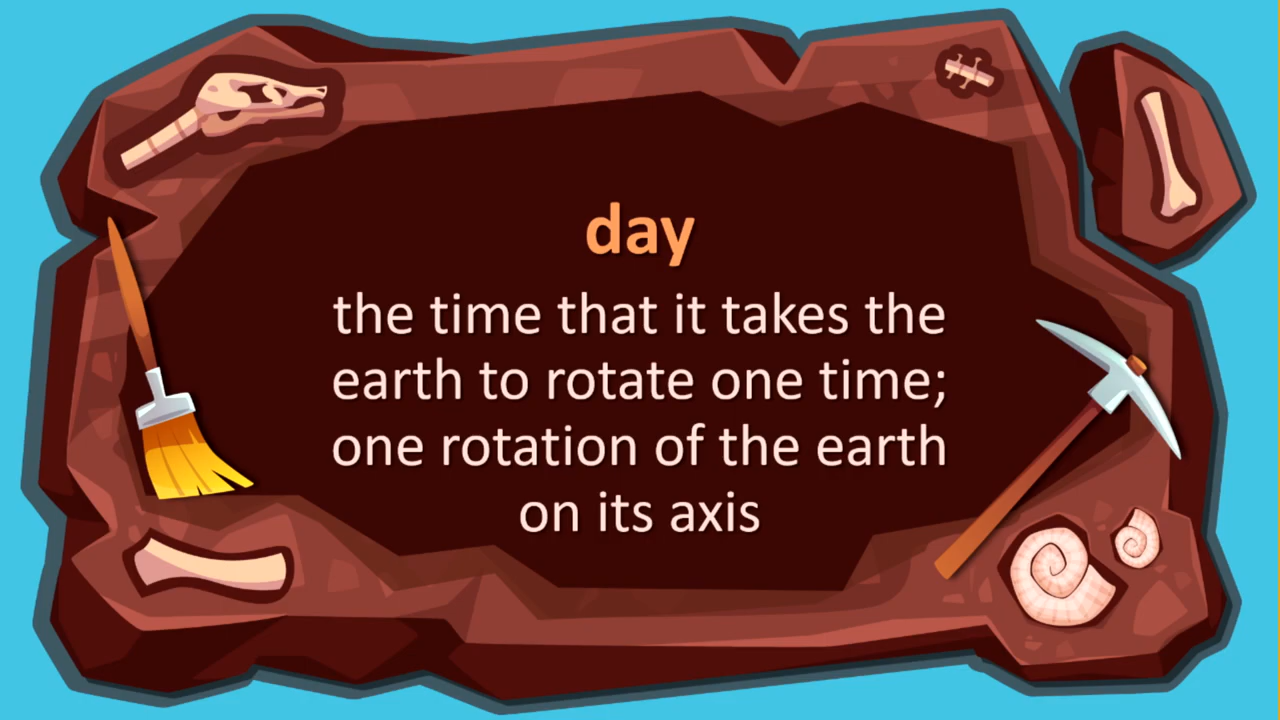 day
the time that it takes the
earth to rotate one time;
one rotation of the earth
on its axis